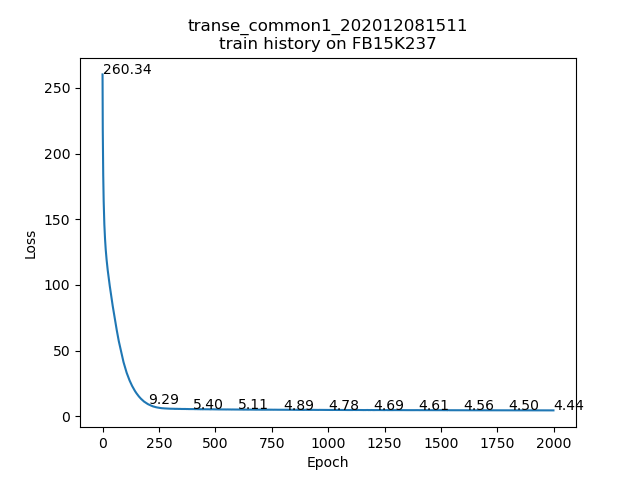 transe_common1_202012081511
train history on FB15K237
260.34
250
200
150
100
50
0
Loss
9.29 5.40 5.11 4.89 4.78 4.69 4.61 4.56 4.50 4.44
0 250 500 750 1000 1250 1500 1750 2000
Epoch